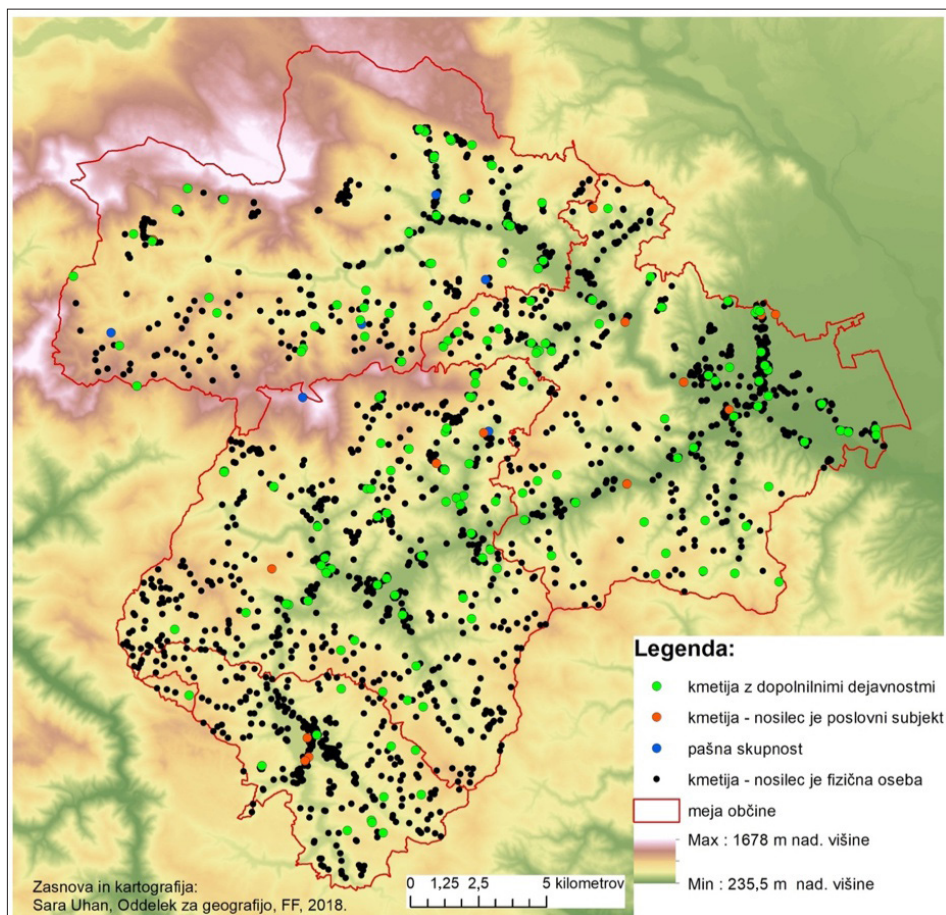 Legenda:
kmetija z dopolnilnimi dejavnostmi
kmetija - nosilec je poslovni subjekt
pašna skupnost
kmetija - nosilec je fizična oseba
meja občine
Max : 1678 m nad. višine
Min : 235,5 m nad. višine
Zasnova in kartografija:
Sara Uhan, Oddelek za geografijo, FF, 2018.
0 1,25 2,5 5 kilometrov